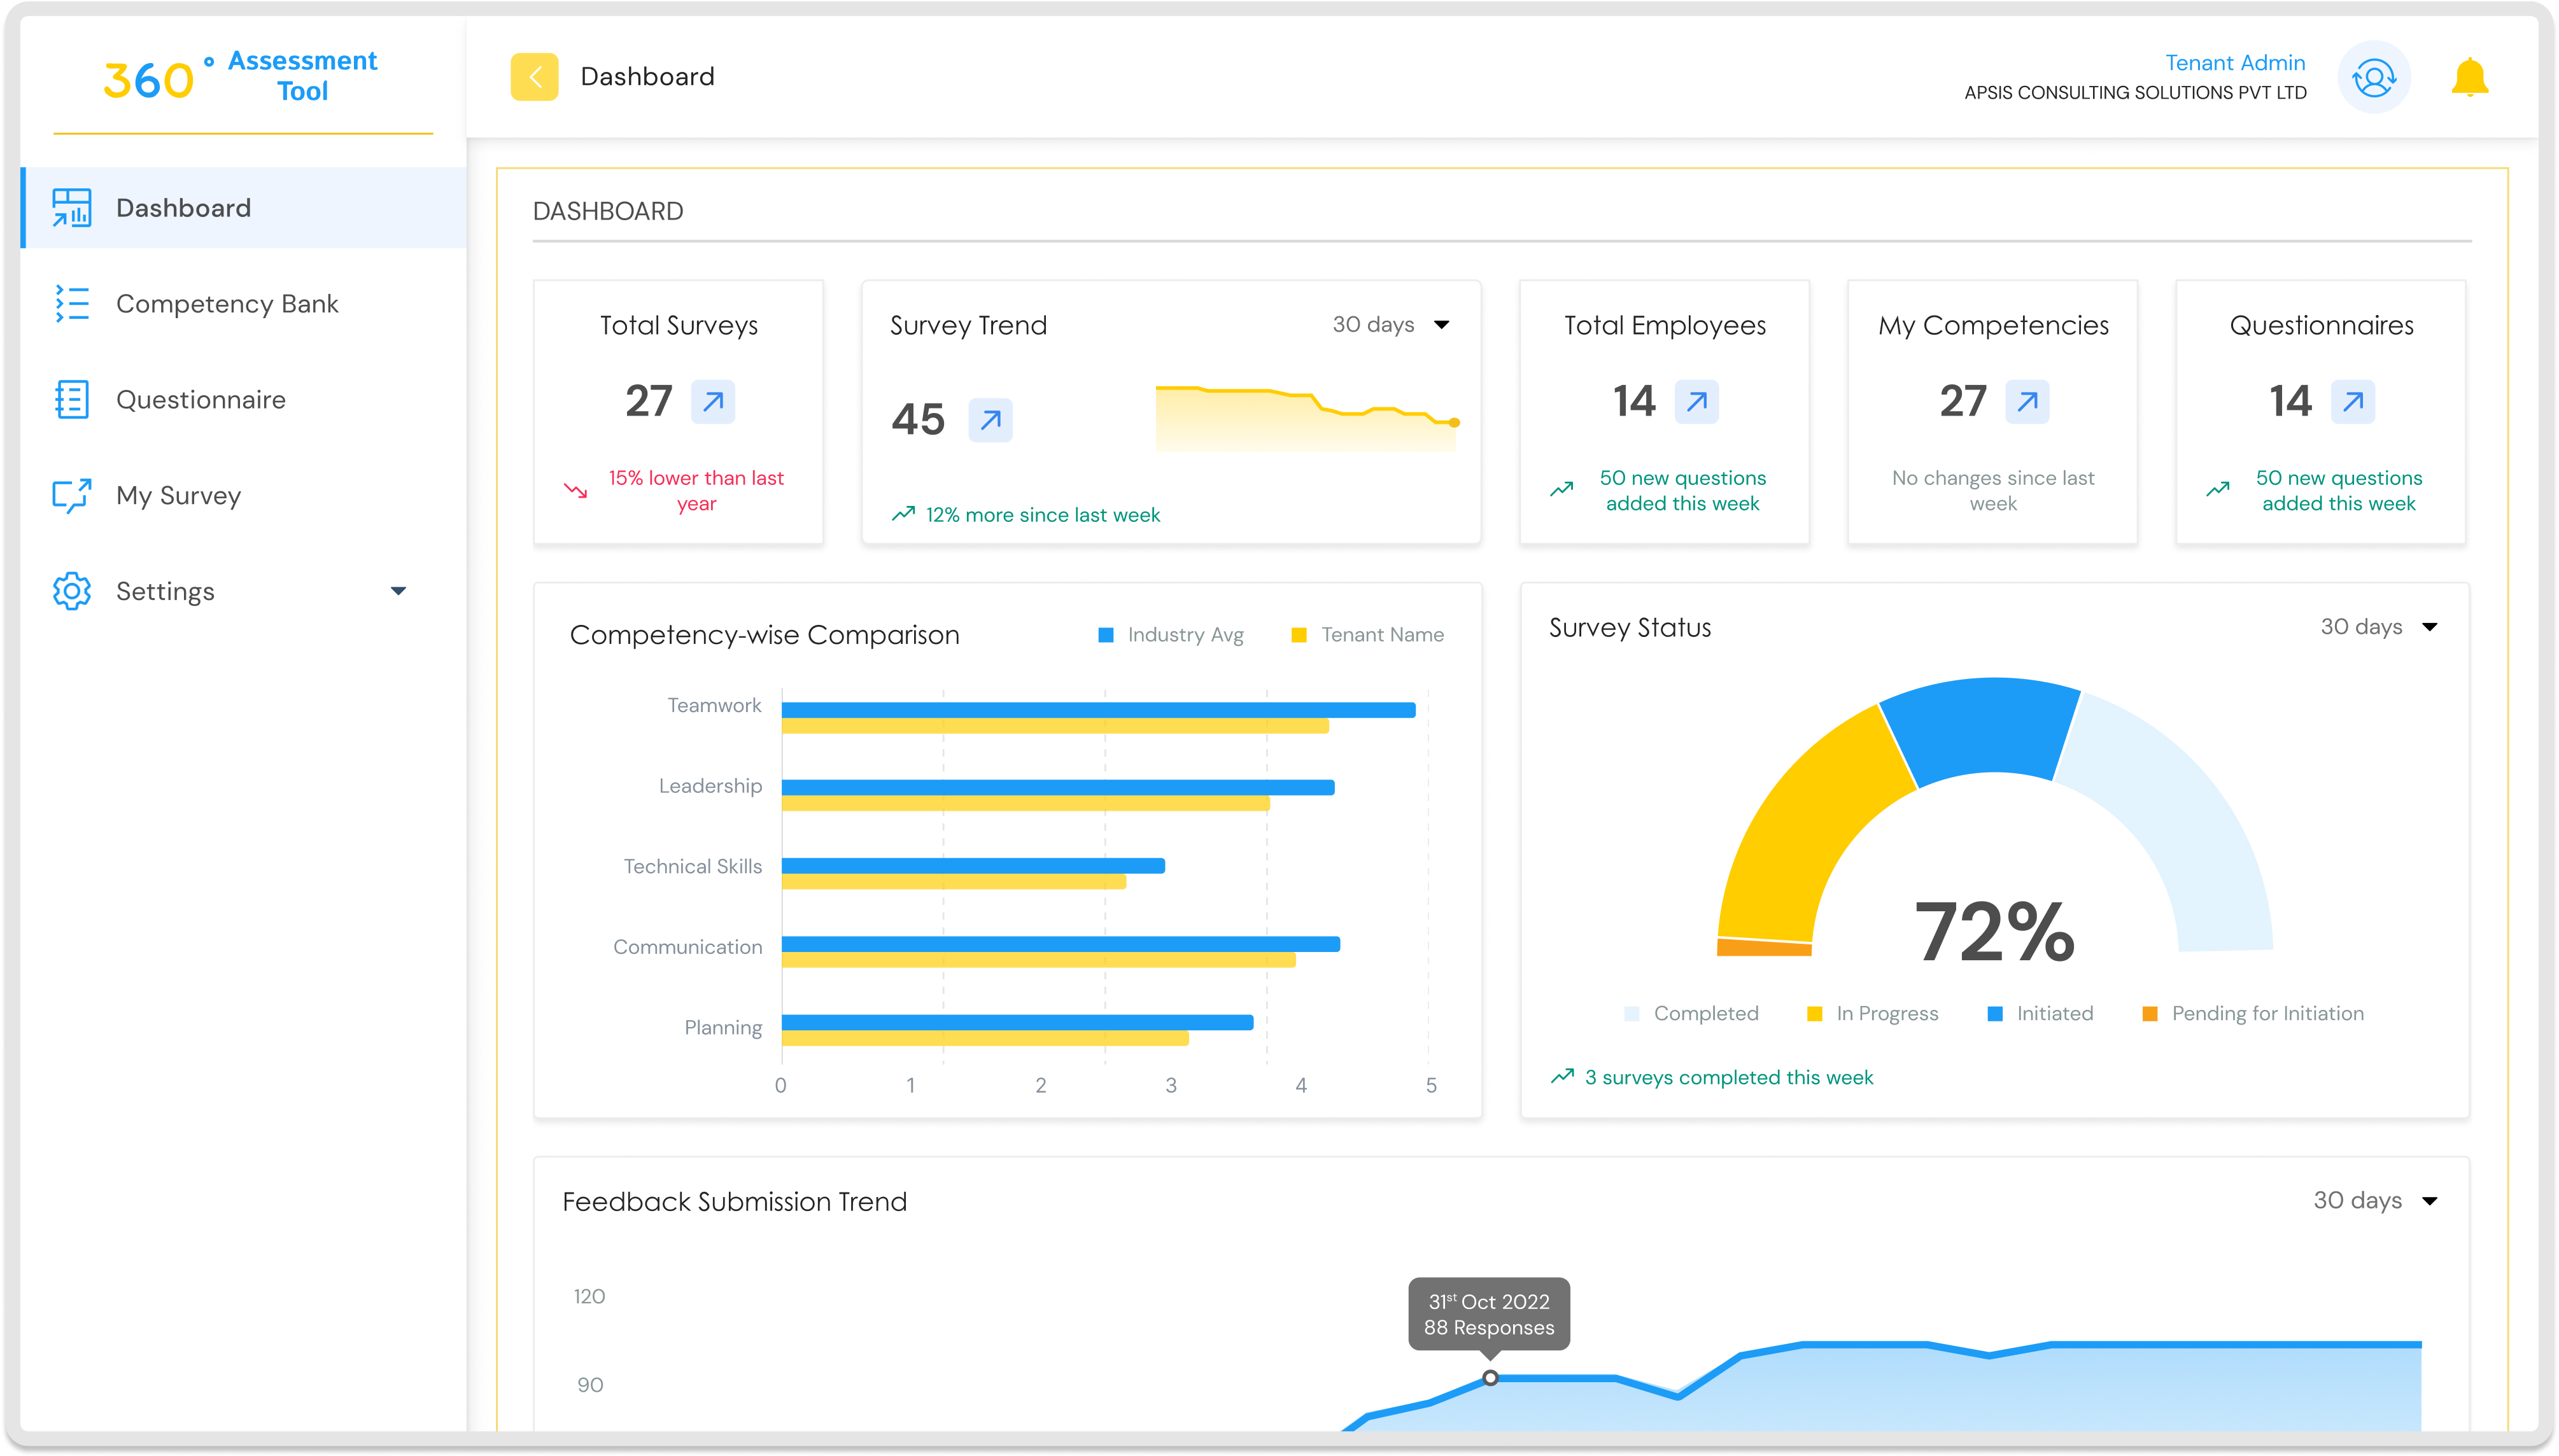 360° Assessment
Tool
Dashboard
Tenant Admin
APSIS CONSULTING SOLUTIONS PVT LTD
Dashboard
Competency Bank
Questionnaire
My Survey
Settings
DASHBOARD
Total Surveys
27
15% lower than last
year
Survey Trend
30 days
45
12% more since last week
Total Employees
14
50 new questions
added this week
My Competencies
27
No changes since last
week
Questionnaires
14
50 new questions
added this week
Competency-wise Comparison
Industry Avg
Tenant Name
Teamwork
Leadership
Technical Skills
Communication
Planning
0 1 2 3 4 5
Survey Status
30 days
72%
Completed
In Progress
Initiated
Pending for Initiation
3 surveys completed this week
Feedback Submission Trend
30 days
120
31st Oct 2022
88 Responses
90